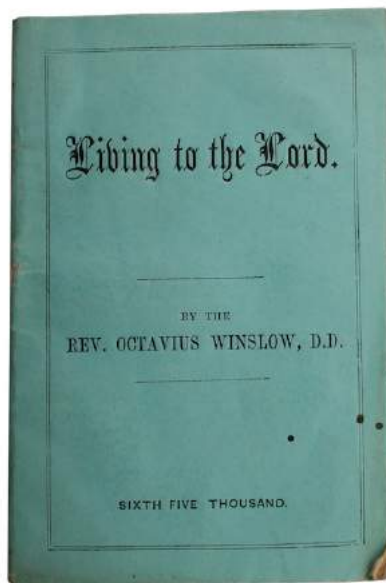 Living to the Lord.
BY THE
REV. OCTAVIUS WINSLOW, D.D.
SIXTH FIVE THOUSAND.